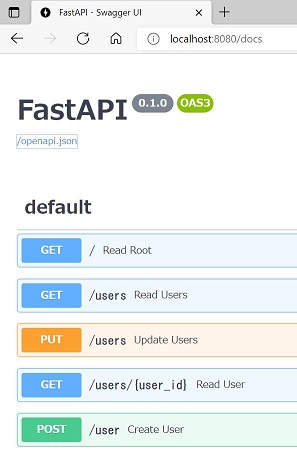 FastAPI - Swagger UI
localhost:8080/docs
FastAPI 0.1.0 OAS3
/openapi.json
default
GET / Read Root
GET /users Read Users
PUT /users Update Users
GET /users/{user_id} Read User
POST /user Create User